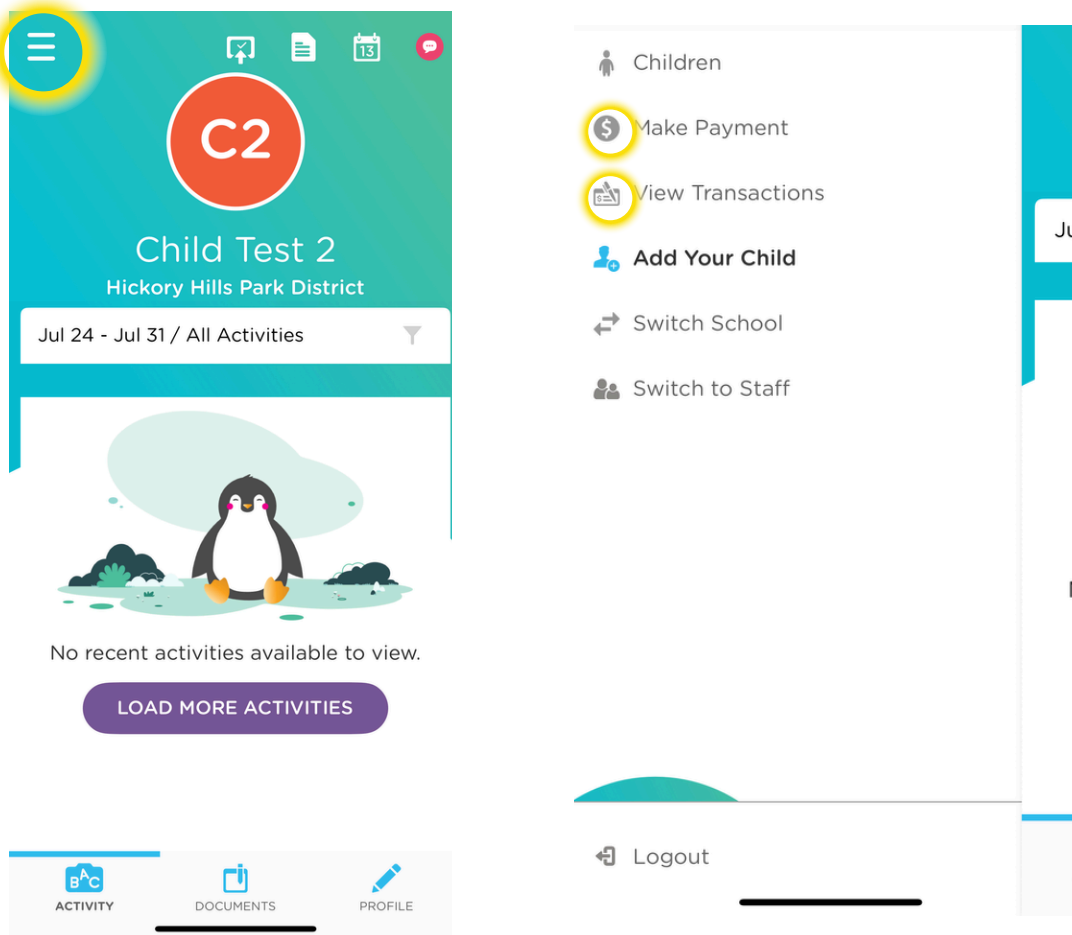 13
C2
Child Test 2
Hickory Hills Park District
Jul 24 - Jul 31 / All Activities
No recent activities available to view.
LOAD MORE ACTIVITIES
BAC
ACTIVITY
DOCUMENTS
PROFILE
Children
$ Make Payment
$ View Transactions
Add Your Child
Switch School
Switch to Staff
Logout